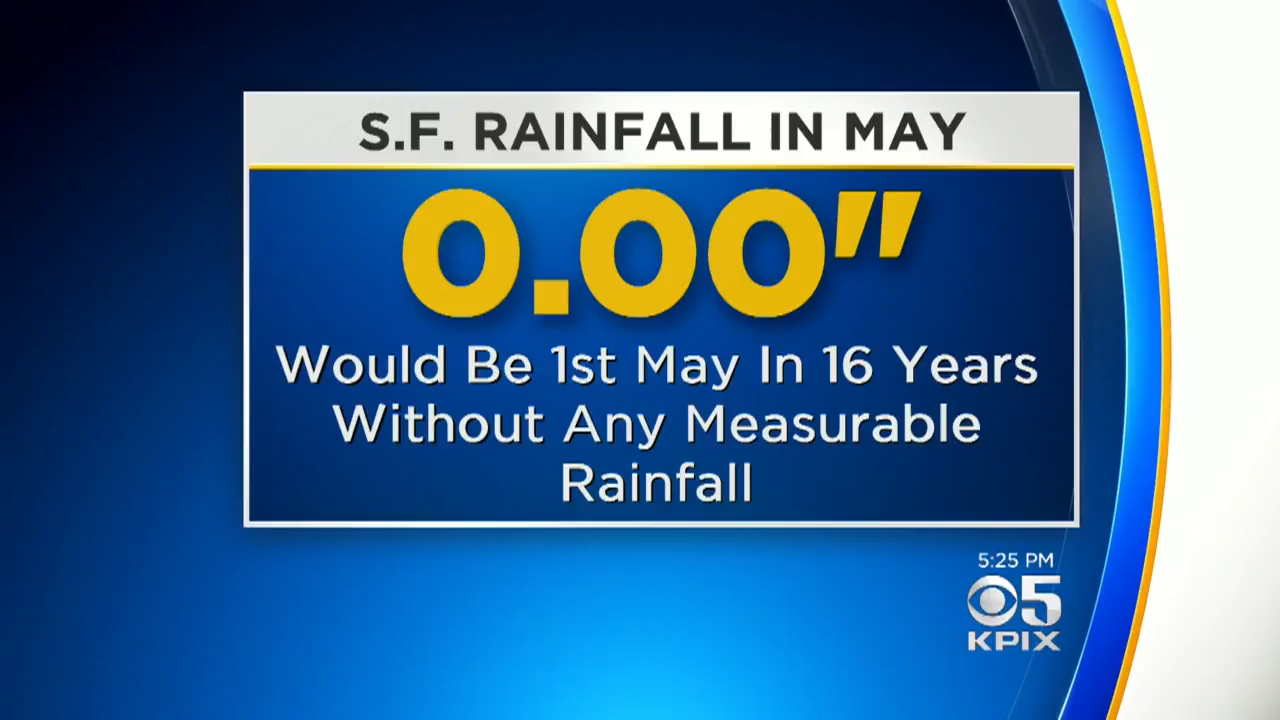 S.F. RAINFALL IN MAY
0.00"
Would Be 1st May In 16 Years
Without Any Measurable
Rainfall
5:25 PM
5
KPIX